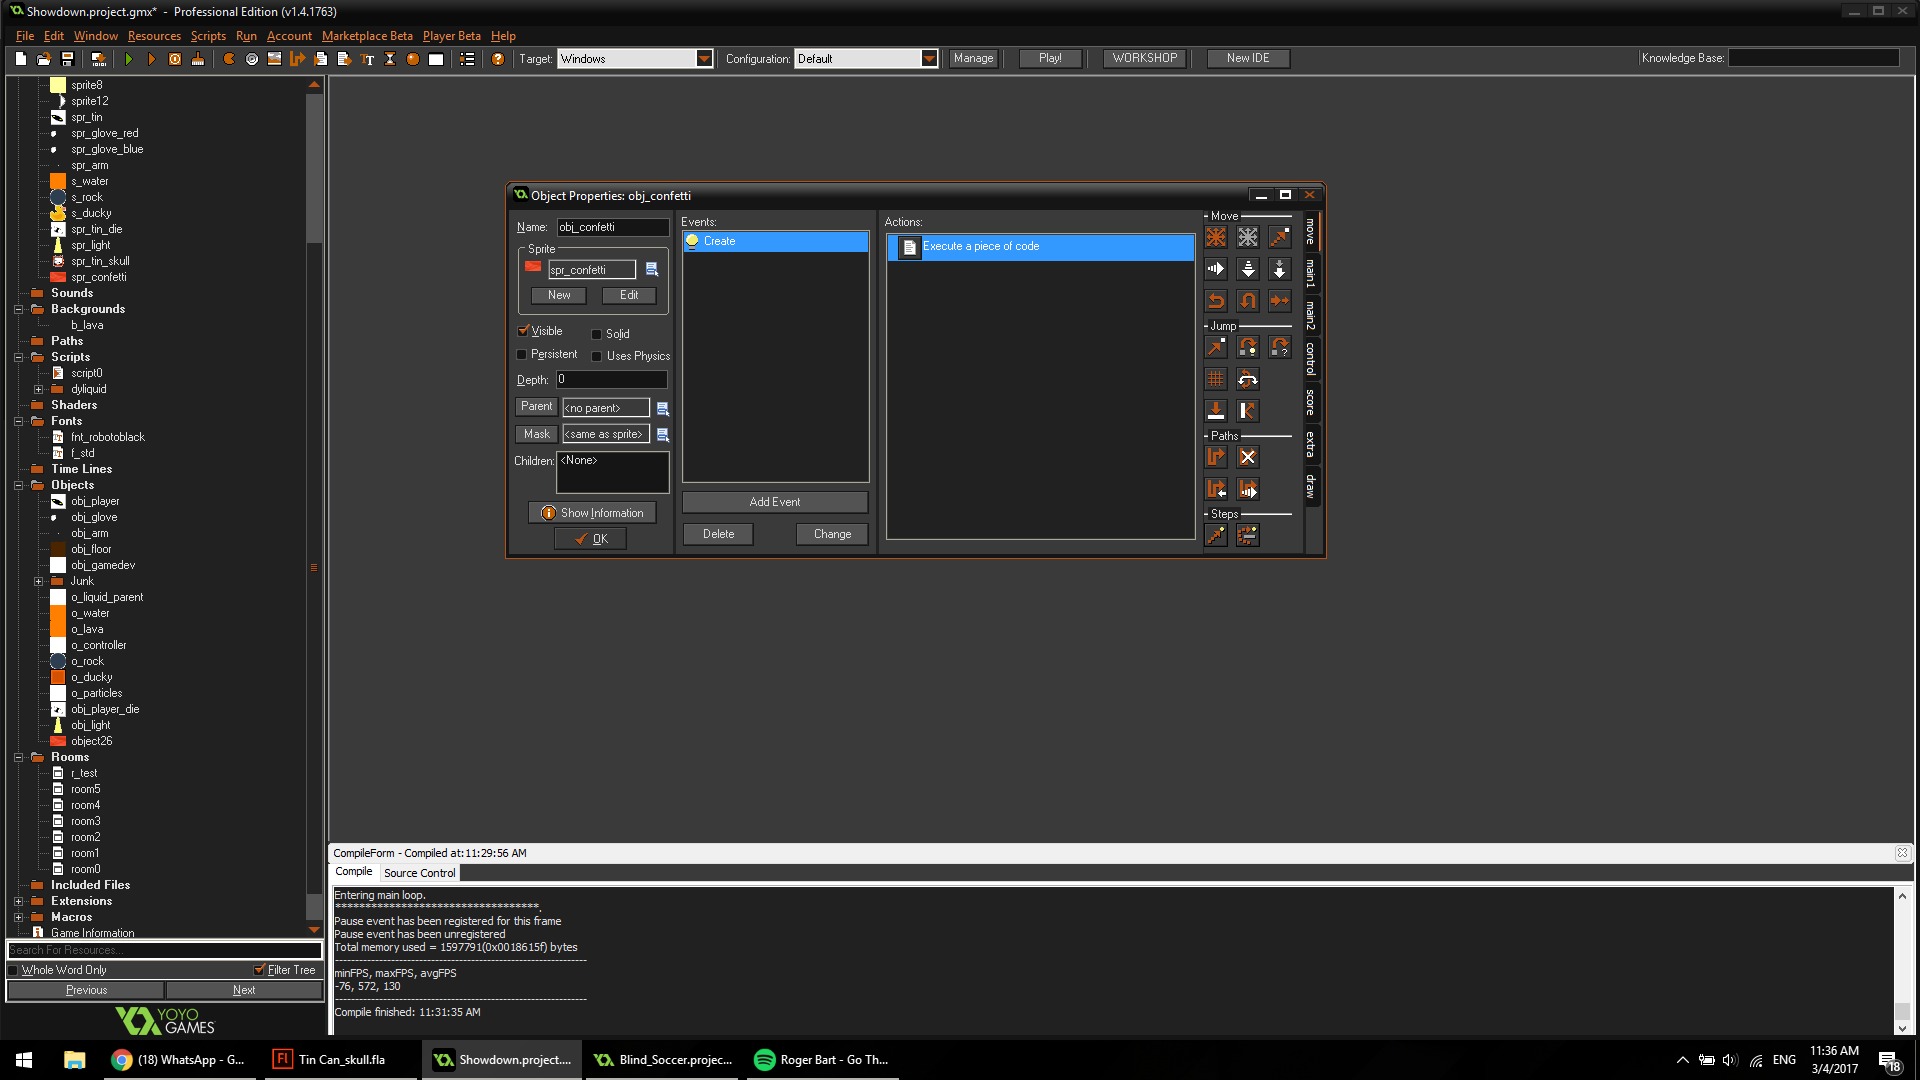 Showdown.project.gmx* - Professional Edition (v1.4.1763)
File Edit Window Resources Scripts Run Account Marketplace Beta Player Beta Help
Target: Windows Configuration: Default Manage Play! WORKSHOP New IDE Knowledge Base:
sprite8
sprite12
spr_tin
spr_glove_red
spr_glove_blue
spr_arm
s_water
s_rock
s_ducky
spr_tin_die
spr_light
spr_tin_skull
spr_confetti
Sounds
Backgrounds
b_lava
Paths
Scripts
script0
dyliquid
Shaders
Fonts
fnt_robotoblack
f_std
Time Lines
Objects
obj_player
obj_glove
obj_arm
obj_floor
obj_gamedev
Junk
o_liquid_parent
o_water
o_lava
o_controller
o_rock
o_ducky
o_particles
obj_player_die
obj_light
object26
Rooms
r_test
room5
room4
room3
room2
room1
room0
Included Files
Extensions
Macros
Game Information
Search For Resources...
Whole Word Only Filter Tree
Previous Next
YOYO
GAMES
Object Properties: obj_confetti
Name: obj_confetti
Sprite
spr_confetti
New Edit
Visible Solid
Persistent Uses Physics
Depth: 0
Parent <no parent>
Mask <same as sprite>
Children: <None>
Show Information
OK
Events:
Create
Add Event
Delete Change
Actions:
Execute a piece of code
Move
Jump
Paths
Steps
move
main1
main2
control
score
extra
draw
CompileForm - Compiled at:11:29:56 AM
Compile Source Control
Entering main loop.
**********************************.
Pause event has been registered for this frame
Pause event has been unregistered
Total memory used = 1597791(0x0018615f) bytes
minFPS, maxFPS, avgFPS
-76, 572, 130
Compile finished: 11:31:35 AM
(18) WhatsApp - G...
Fl Tin Can_skull.fla
Showdown.project....
Blind_Soccer.projec...
Roger Bart - Go Th...
ENG
11:36 AM
3/4/2017
18